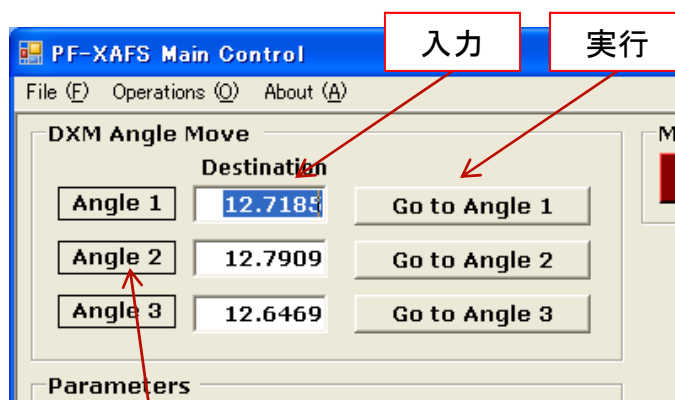 入力
実行
PF-XAFS Main Control
File (F) Operations (O) About (A)
DXM Angle Move
M
Destination
Angle 1 12.7185 Go to Angle 1
Angle 2 12.7909 Go to Angle 2
Angle 3 12.6469 Go to Angle 3
Parameters